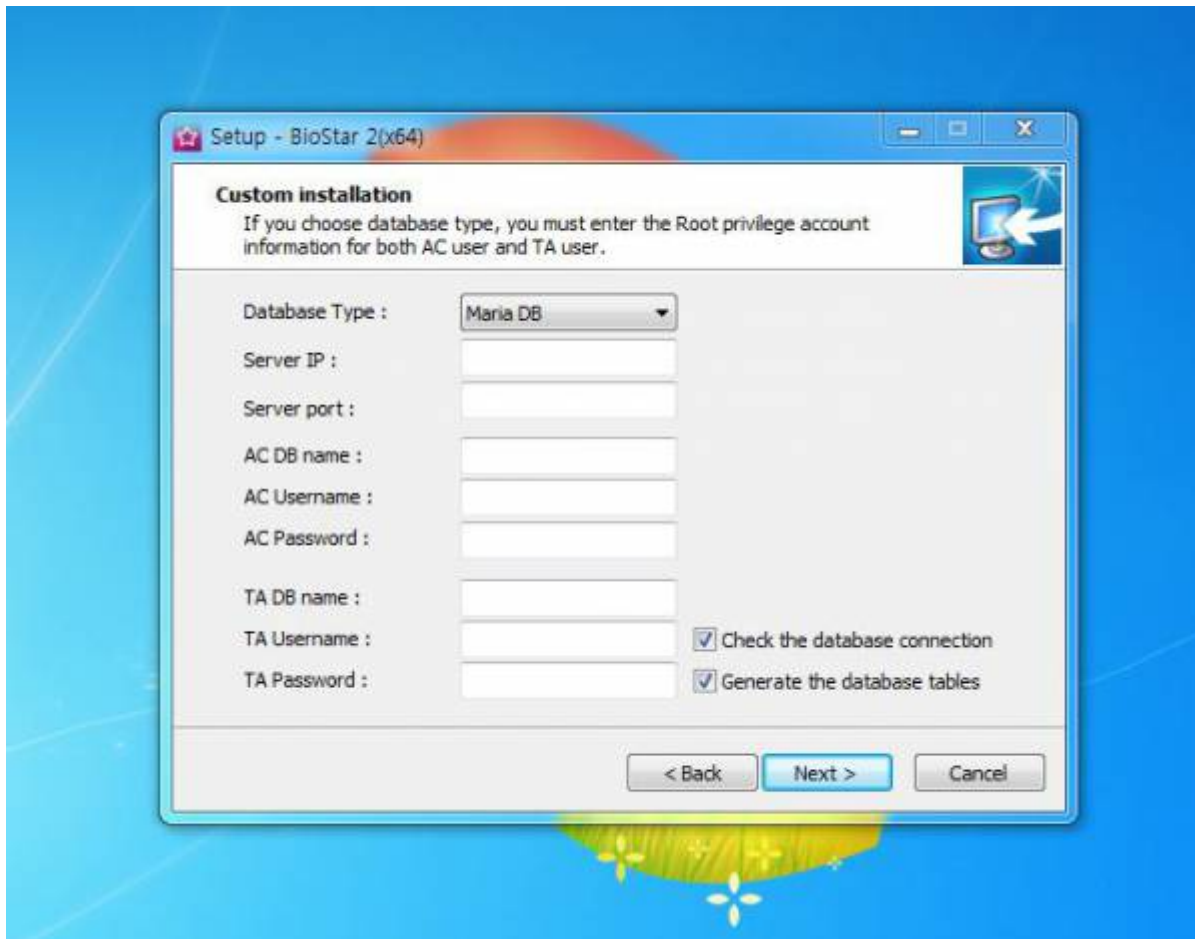 Setup - BioStar 2(x64)
Custom installation
If you choose database type, you must enter the Root privilege account
information for both AC user and TA user.
Database Type :
Maria DB
Server IP :
Server port :
AC DB name :
AC Username :
AC Password :
TA DB name :
TA Username :
Check the database connection
TA Password :
Generate the database tables
< Back
Next >
Cancel